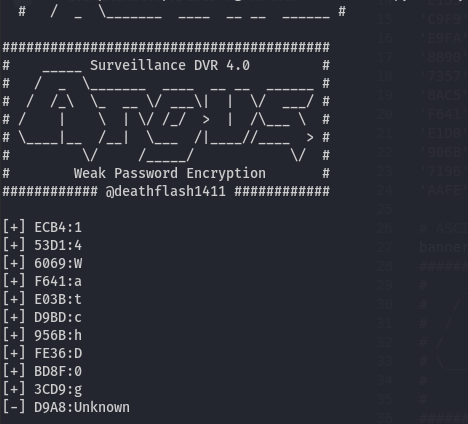 #   /  _  \_______  ____  __ __  ______ #
########################################
#      _____ Surveillance DVR 4.0         #
#     /  _  \_______  ____  __ __  ______ #
#    /  /_\  \_  __ \/ ___\|  |  \/  ___/ #
#   /    |    \  | \/ /_/  >  |  /\___ \  #
#   \____|__  /__|  \___  /|____//____  > #
#           \/     /_____/            \/  #
#        Weak Password Encryption         #
############ @deathflash1411 ############
[+] ECB4:1
[+] 53D1:4
[+] 6069:W
[+] F641:a
[+] E03B:t
[+] D9BD:c
[+] 956B:h
[+] FE36:D
[+] BD8F:0
[+] 3CD9:g
[-] D9A8:Unknown